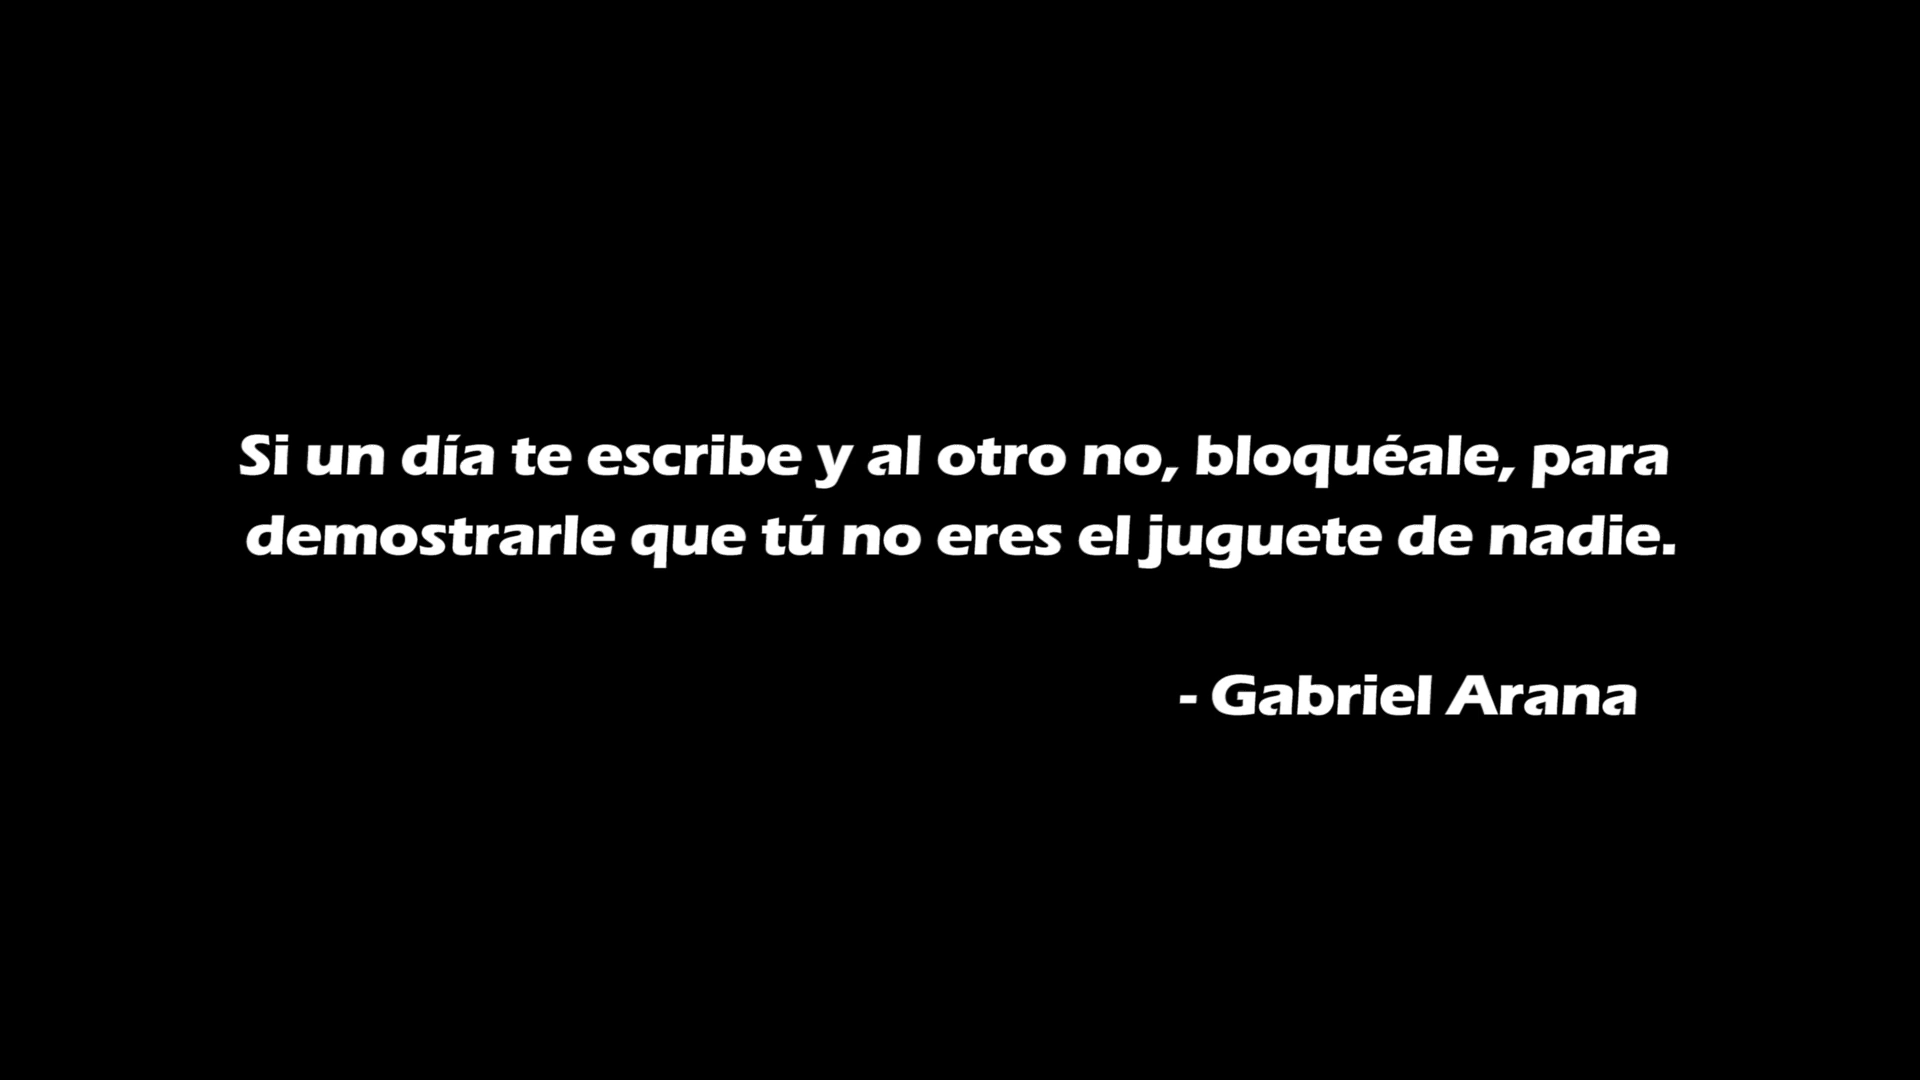 Si un día te escribe y al otro no, bloquéale, para
demostrarle que tú no eres el juguete de nadie.
- Gabriel Arana